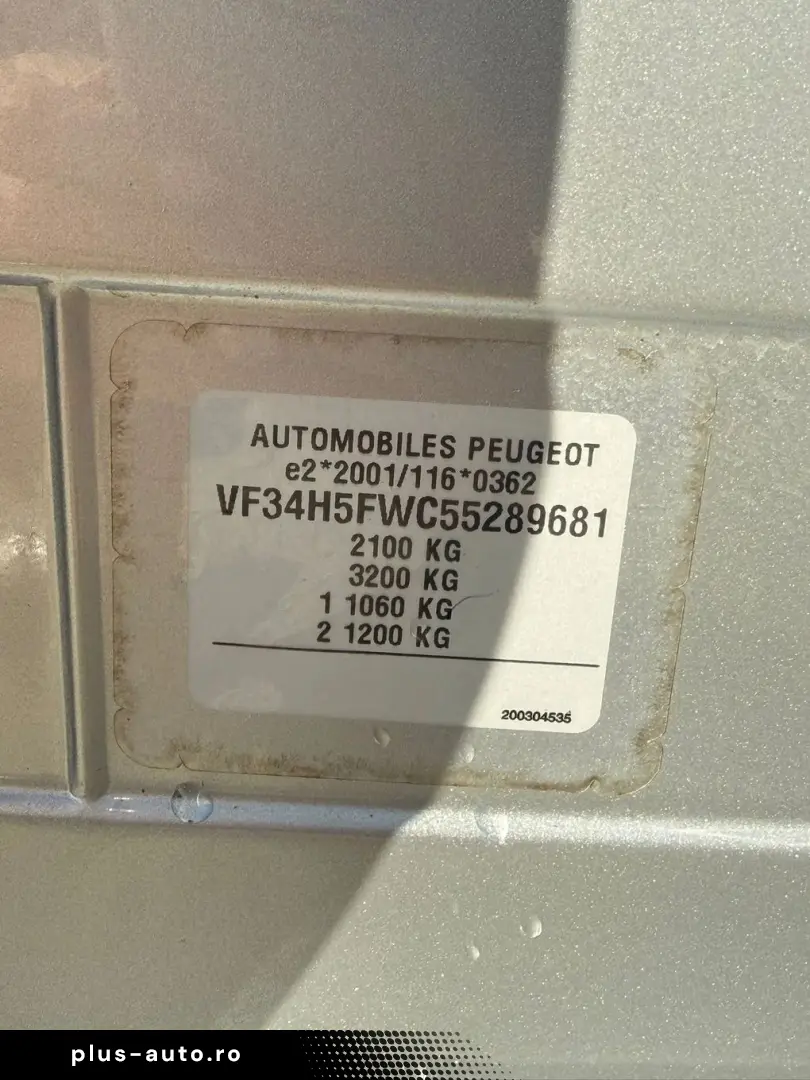 AUTOMOBILES PEUGEOT
e2*2001/116*0362
VF34H5FWC55289681
2100 KG
3200 KG
1 1060 KG
2 1200 KG
200304535
plus-auto.ro